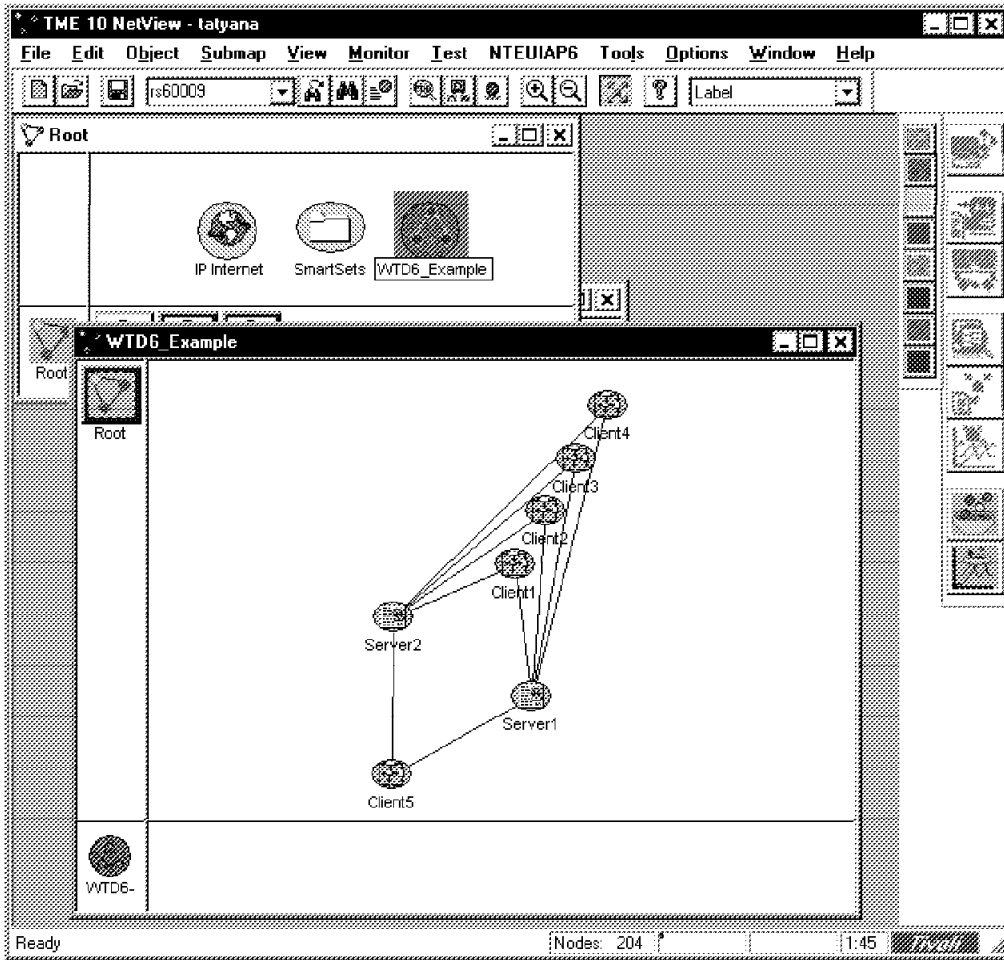 TME 10 NetView - tatyana
File Edit Object Submap View Monitor Test NTEUIAP6 Tools Options Window Help
rs60009 Label
Root
IP Internet SmartSets WTD6_Example
Root
WTD6_Example
Root
Client4
Client3
Client2
Client1
Server2
Server1
Client5
WTD6-
Ready Nodes: 204 1:45 Tivoli